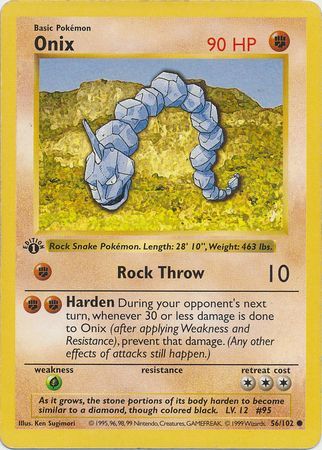 Basic Pokémon
Onix 90 HP
EDITION
1
Rock Snake Pokémon. Length: 28' 10", Weight: 463 lbs.
Rock Throw 10
Harden During your opponent's next
turn, whenever 30 or less damage is done
to Onix (after applying Weakness and
Resistance), prevent that damage. (Any other
effects of attacks still happen.)
weakness resistance retreat cost
As it grows, the stone portions of its body harden to become
similar to a diamond, though colored black. LV. 12 #95
Illus. Ken Sugimori © 1995, 96, 98, 99 Nintendo, Creatures, GAMEFREAK. © 1999 Wizards. 56/102